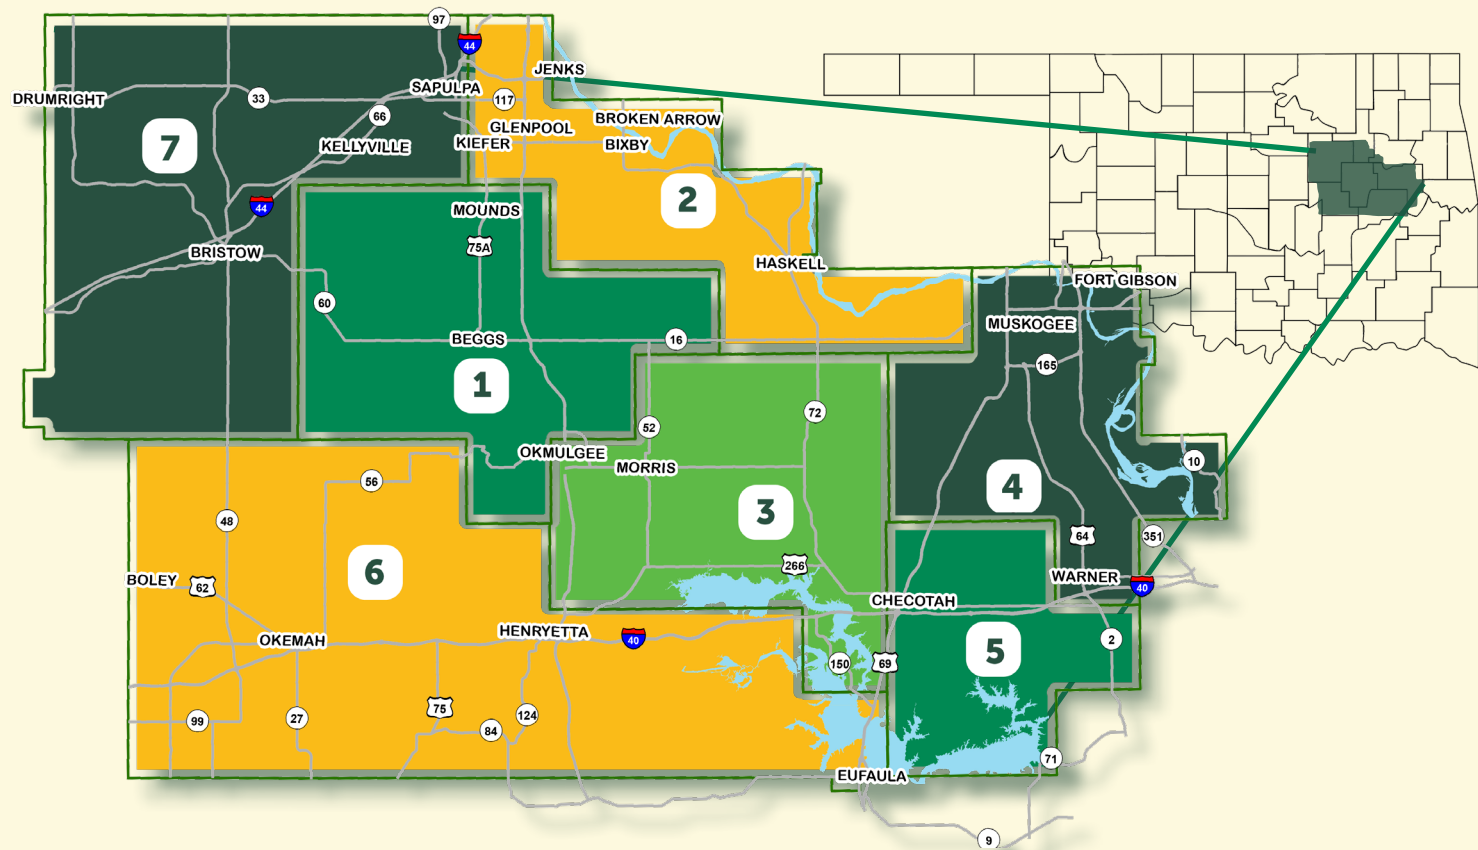 97
44
JENKS
SAPULPA
DRUMRIGHT
33
117
66
BROKEN ARROW
GLENPOOL
KIEFER
BIXBY
KELLYVILLE
7
2
44
MOUNDS
75A
BRISTOW
HASKELL
FORT GIBSON
60
MUSKOGEE
BEGGS
16
165
1
72
52
OKMULGEE
MORRIS
10
56
4
3
48
64
351
266
6
BOLEY
62
WARNER
40
CHECOTAH
OKEMAH
HENRYETTA
40
2
5
150
69
75
99
27
124
84
71
EUFAULA
9